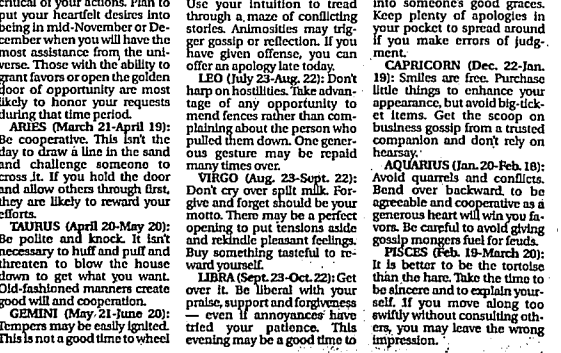 critical of your actions. Plan to
put your heartfelt desires into
being in mid-November or De-
cember when you will have the
most assistance from the uni-
verse. Those with the ability to
grant favors or open the golden
door of opportunity are most
likely to honor your requests
during that time period.
ARIES (March 21-April 19):
Be cooperative. This isn't the
day to draw a line in the sand
and challenge someone to
cross it. If you hold the door
and allow others through first,
they are likely to reward your
efforts.
TAURUS (April 20-May 20):
Be polite and knock. It isn't
necessary to huff and puff and
threaten to blow the house
down to get what you want.
Old-fashioned manners create
good will and cooperation.
GEMINI (May 21-June 20):
Tempers may be easily ignited.
This is not a good time to wheel
Use your intuition to tread
through a maze of conflicting
stories. Animosities may trig-
ger gossip or reflection. If you
have given offense, you can
offer an apology late today.
LEO (July 23-Aug. 22): Don't
harp on hostilities. Take advan-
tage of any opportunity to
mend fences rather than com-
plaining about the person who
pulled them down. One gener-
ous gesture may be repaid
many times over.
VIRGO (Aug. 23-Sept. 22):
Don't cry over spilt milk. For-
give and forget should be your
motto. There may be a perfect
opening to put tensions aside
and rekindle pleasant feelings.
Buy something tasteful to re-
ward yourself.
LIBRA (Sept. 23-Oct. 22): Get
over it. Be liberal with your
praise, support and forgiveness
— even if annoyances have
tried your patience. This
evening may be a good time to
into someone's good graces.
Keep plenty of apologies in
your pocket to spread around
if you make errors of judg-
ment.
CAPRICORN (Dec. 22-Jan.
19): Smiles are free. Purchase
little things to enhance your
appearance, but avoid big-tick-
et items. Get the scoop on
business gossip from a trusted
companion and don't rely on
hearsay.
AQUARIUS (Jan. 20-Feb. 18):
Avoid quarrels and conflicts.
Bend over backward to be
agreeable and cooperative as a
generous heart will win you fa-
vors. Be careful to avoid giving
gossip mongers fuel for feuds.
PISCES (Feb. 19-March 20):
It is better to be the tortoise
than the hare. Take the time to
be sincere and to explain your-
self. If you move along too
swiftly without consulting oth-
ers, you may leave the wrong
impression.